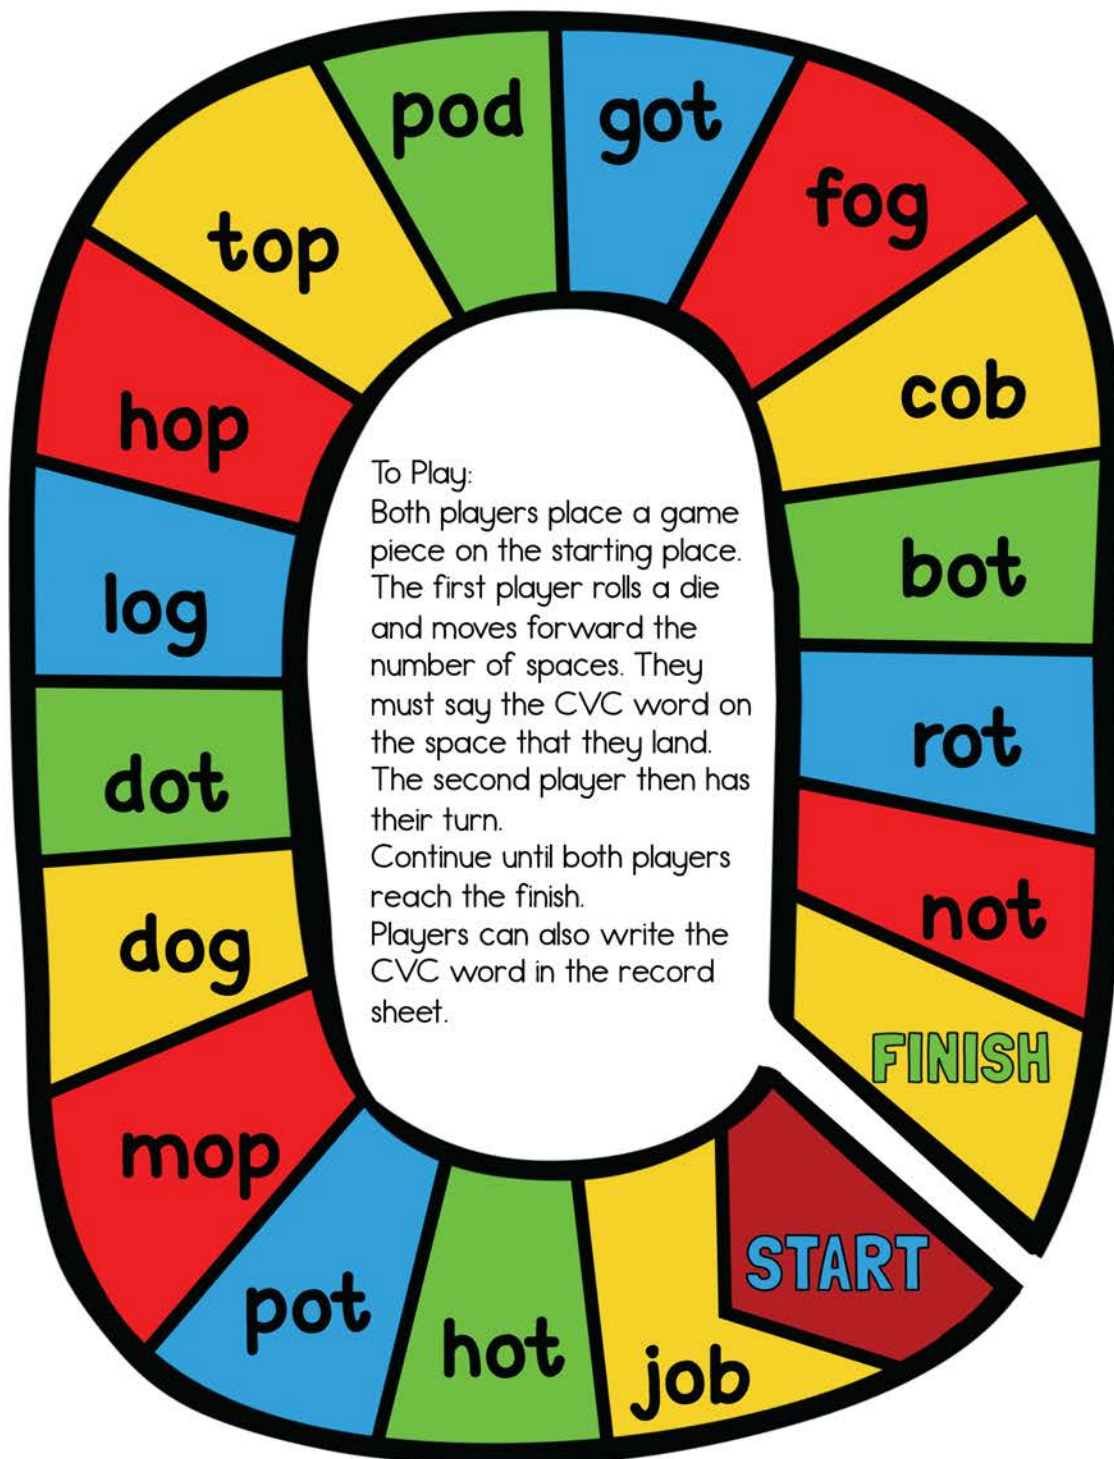 pod
got
fog
top
cob
hop
bot
log
rot
dot
not
dog
mop
pot
hot
job
START
FINISH
To Play:
Both players place a game
piece on the starting place.
The first player rolls a die
and moves forward the
number of spaces. They
must say the CVC word on
the space that they land.
The second player then has
their turn.
Continue until both players
reach the finish.
Players can also write the
CVC word in the record
sheet.